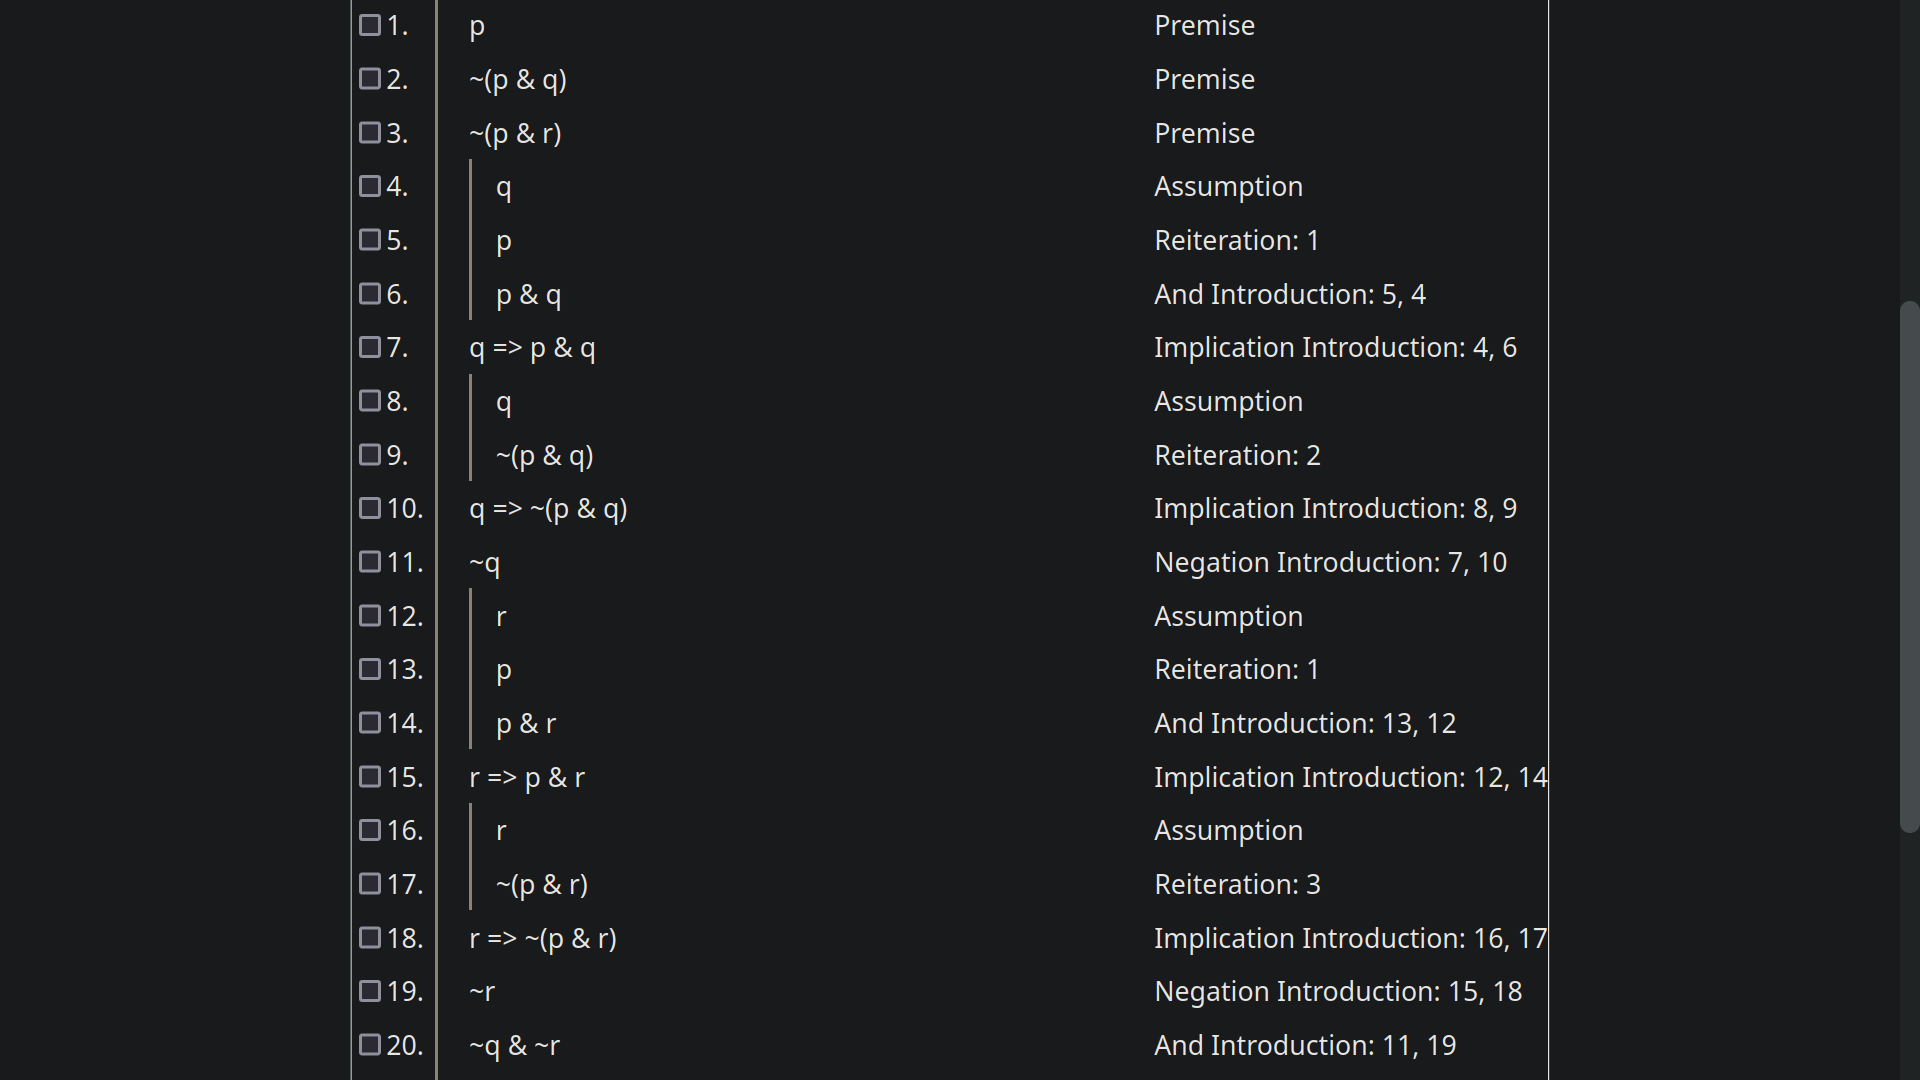 1. p Premise
2. ~(p & q) Premise
3. ~(p & r) Premise
4. q Assumption
5. p Reiteration: 1
6. p & q And Introduction: 5, 4
7. q => p & q Implication Introduction: 4, 6
8. q Assumption
9. ~(p & q) Reiteration: 2
10. q => ~(p & q) Implication Introduction: 8, 9
11. ~q Negation Introduction: 7, 10
12. r Assumption
13. p Reiteration: 1
14. p & r And Introduction: 13, 12
15. r => p & r Implication Introduction: 12, 14
16. r Assumption
17. ~(p & r) Reiteration: 3
18. r => ~(p & r) Implication Introduction: 16, 17
19. ~r Negation Introduction: 15, 18
20. ~q & ~r And Introduction: 11, 19